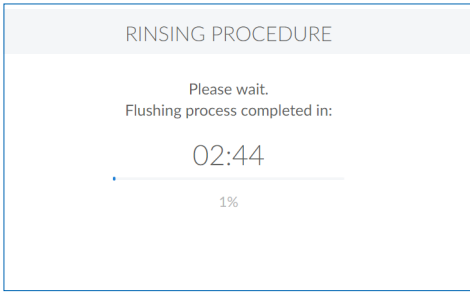 RINSING PROCEDURE
Please wait.
Flushing process completed in:
02:44
1%